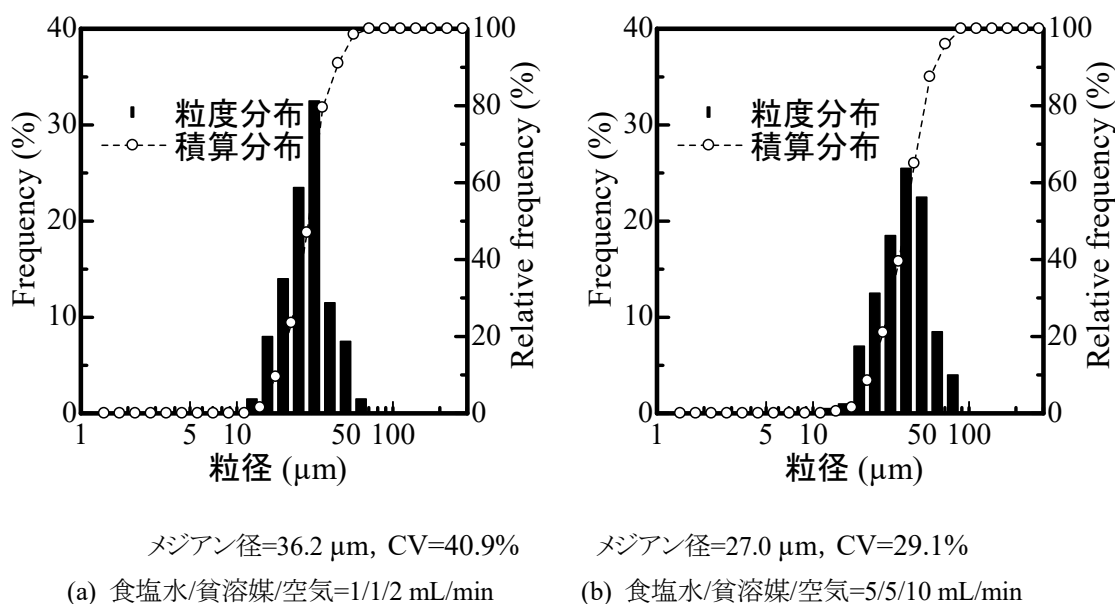 40
30
20
10
0
Frequency (%)
100
80
60
40
20
0
Relative frequency (%)
粒度分布
積算分布
1
5
10
50
100
粒径 (µm)
40
30
20
10
0
Frequency (%)
100
80
60
40
20
0
Relative frequency (%)
粒度分布
積算分布
1
5
10
50
100
粒径 (µm)
メジアン径=36.2 µm, CV=40.9%
メジアン径=27.0 µm, CV=29.1%
(a) 食塩水/貧溶媒/空気=1/1/2 mL/min
(b) 食塩水/貧溶媒/空気=5/5/10 mL/min